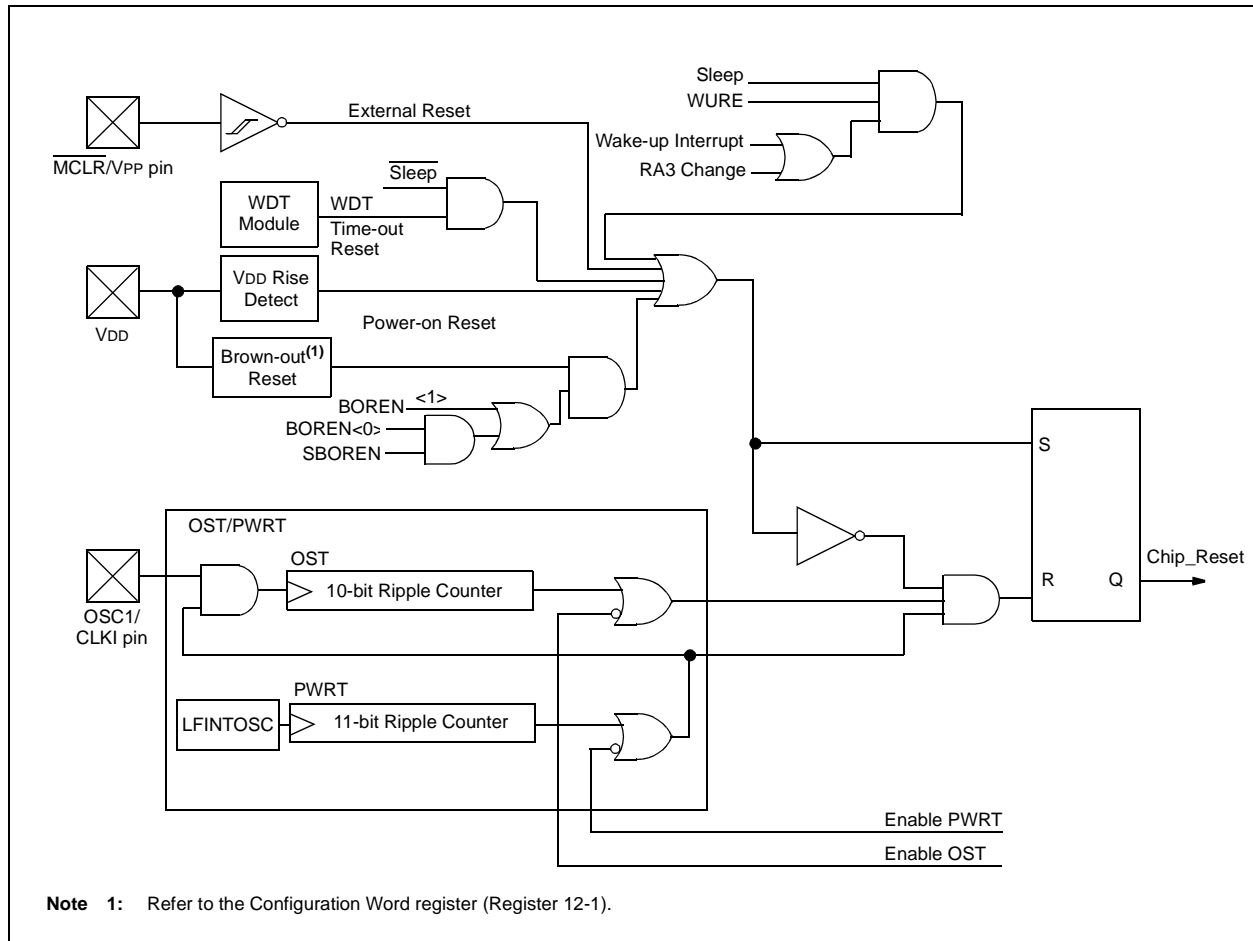 Sleep
WURE
Wake-up Interrupt
RA3 Change
External Reset
MCLR/VPP pin
Sleep
WDT
Module
WDT
Time-out
Reset
VDD Rise
Detect
VDD
Power-on Reset
Brown-out(1)
Reset
BOREN <1>
BOREN<0>
SBOREN
S
OST/PWRT
OST
10-bit Ripple Counter
OSC1/
CLKI pin
R
Q
Chip_Reset
PWRT
LFINTOSC
11-bit Ripple Counter
Enable PWRT
Enable OST
Note 1: Refer to the Configuration Word register (Register 12-1).